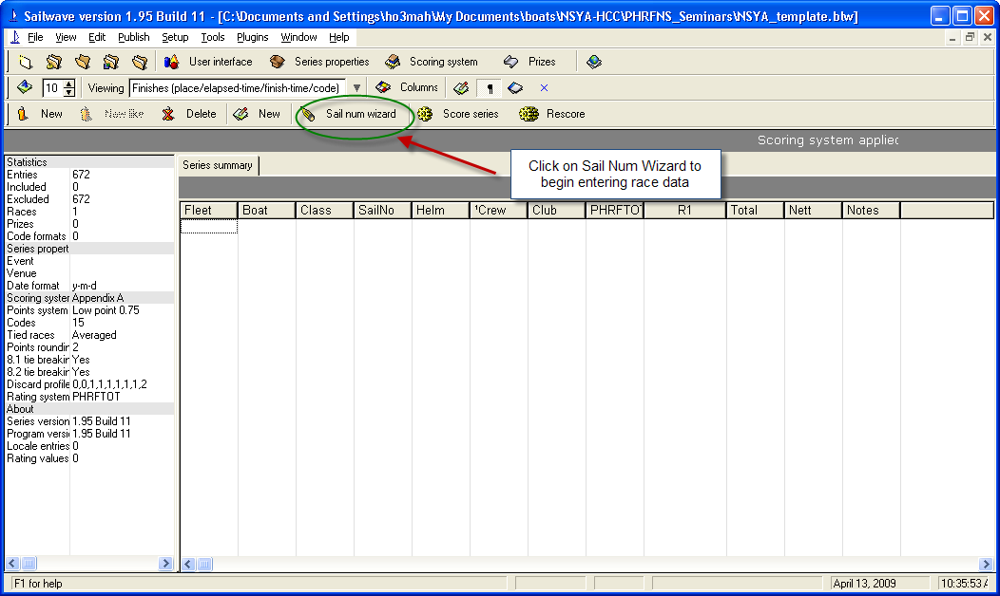 Sailwave version 1.95 Build 11 - [C:\Documents and Settings\ho3mah\My Documents\boats\NSYA-HCC\PHRFNS_Seminars\NSYA_template.blw]
File View Edit Publish Setup Tools Plugins Window Help
User interface Series properties Scoring system Prizes
10 Viewing Finishes (place/elapsed-time/finish-time/code) Columns ¶
New New like Delete New Sail num wizard Score series Rescore
Scoring system applied
Click on Sail Num Wizard to
begin entering race data
Series summary
Fleet Boat Class SailNo Helm ¹Crew Club PHRFTOT R1 Total Nett Notes
Statistics
Entries 672
Included 0
Excluded 672
Races 1
Prizes 0
Code formats 0
Series propert
Event
Venue
Date format y-m-d
Scoring syster Appendix A
Points system Low point 0.75
Codes 15
Tied races Averaged
Points roundir 2
8.1 tie breakir Yes
8.2 tie breakir Yes
Discard profile 0,0,1,1,1,1,1,1,2
Rating system PHRFTOT
About
Series version 1.95 Build 11
Program versi 1.95 Build 11
Locale entries 0
Rating values 0
F1 for help April 13, 2009 10:35:53